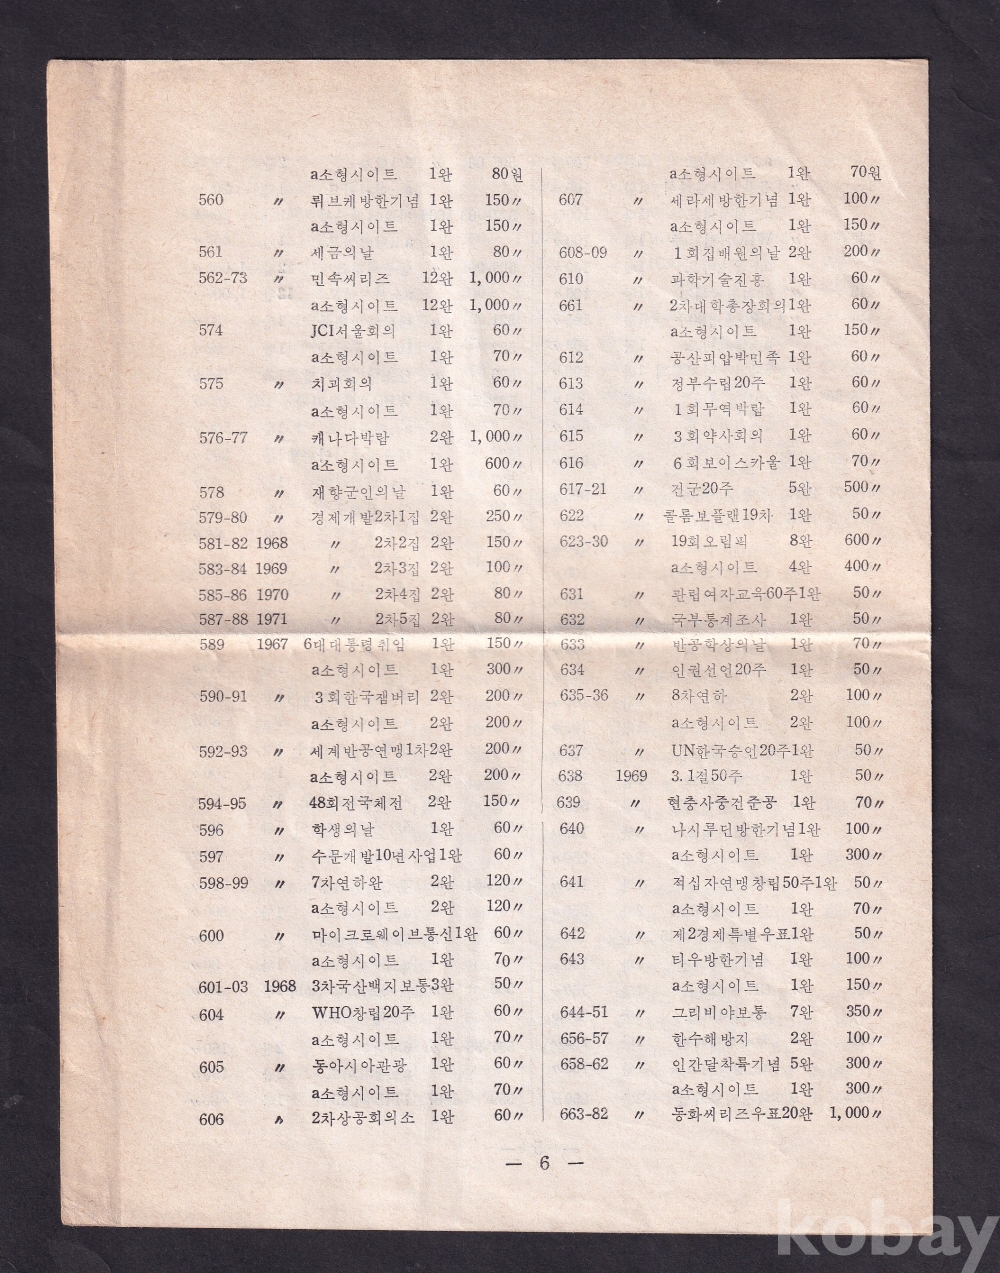 a소형시이트 1완 80원
560 〃 뤼브케방한기념 1완 150〃
a소형시이트 1완 150〃
561 〃 세금의날 1완 80〃
562-73 〃 민속씨리즈 12완 1,000〃
a소형시이트 12완 1,000〃
574 JCI서울회의 1완 60〃
a소형시이트 1완 70〃
575 〃 치과회의 1완 60〃
a소형시이트 1완 70〃
576-77 〃 캐나다박람 2완 1,000〃
a소형시이트 1완 600〃
578 〃 재향군인의날 1완 60〃
579-80 〃 경제개발2차1집 2완 250〃
581-82 1968 〃 2차2집 2완 150〃
583-84 1969 〃 2차3집 2완 100〃
585-86 1970 〃 2차4집 2완 80〃
587-88 1971 〃 2차5집 2완 80〃
589 1967 6대대통령취임 1완 150〃
a소형시이트 1완 300〃
590-91 〃 3회한국잼버리 2완 200〃
a소형시이트 2완 200〃
592-93 〃 세계반공연맹1차2완 200〃
a소형시이트 2완 200〃
594-95 〃 48회전국체전 2완 150〃
596 〃 학생의날 1완 60〃
597 〃 수문개발10년사업1완 60〃
598-99 〃 7차연하완 2완 120〃
a소형시이트 2완 120〃
600 〃 마이크로웨이브통신1완 60〃
a소형시이트 1완 70〃
601-03 1968 3차국산백지보통3완 50〃
604 〃 WHO창립20주 1완 60〃
a소형시이트 1완 70〃
605 〃 동아시아관광 1완 60〃
a소형시이트 1완 70〃
606 〃 2차상공회의소 1완 60〃
a소형시이트 1완 70원
607 〃 세라세방한기념 1완 100〃
a소형시이트 1완 150〃
608-09 〃 1회집배원의날 2완 200〃
610 〃 과학기술진흥 1완 60〃
661 〃 2차대학총장회의1완 60〃
a소형시이트 1완 150〃
612 〃 공산피압박민족 1완 60〃
613 〃 정부수립20주 1완 60〃
614 〃 1회무역박람 1완 60〃
615 〃 3회약사회의 1완 60〃
616 〃 6회보이스카울 1완 70〃
617-21 〃 건군20주 5완 500〃
622 〃 콜롬보플랜19차 1완 50〃
623-30 〃 19회오림픽 8완 600〃
a소형시이트 4완 400〃
631 〃 관립여자교육60주1완 50〃
632 〃 국부통계조사 1완 50〃
633 〃 반공학생의날 1완 70〃
634 〃 인권선언20주 1완 50〃
635-36 〃 8차연하 2완 100〃
a소형시이트 2완 100〃
637 〃 UN한국승인20주1완 50〃
638 1969 3.1절50주 1완 50〃
639 〃 현충사중건준공 1완 70〃
640 〃 나시루딘방한기념1완 100〃
a소형시이트 1완 300〃
641 〃 적십자연맹창립50주1완 50〃
a소형시이트 1완 70〃
642 〃 제2경제특별우표1완 50〃
643 〃 티우방한기념 1완 100〃
a소형시이트 1완 150〃
644-51 〃 그리비야보통 7완 350〃
656-57 〃 한수해방지 2완 100〃
658-62 〃 인간달착륙기념 5완 300〃
a소형시이트 1완 300〃
663-82 〃 동화씨리즈우표20완 1,000〃
— 6 —
kobay